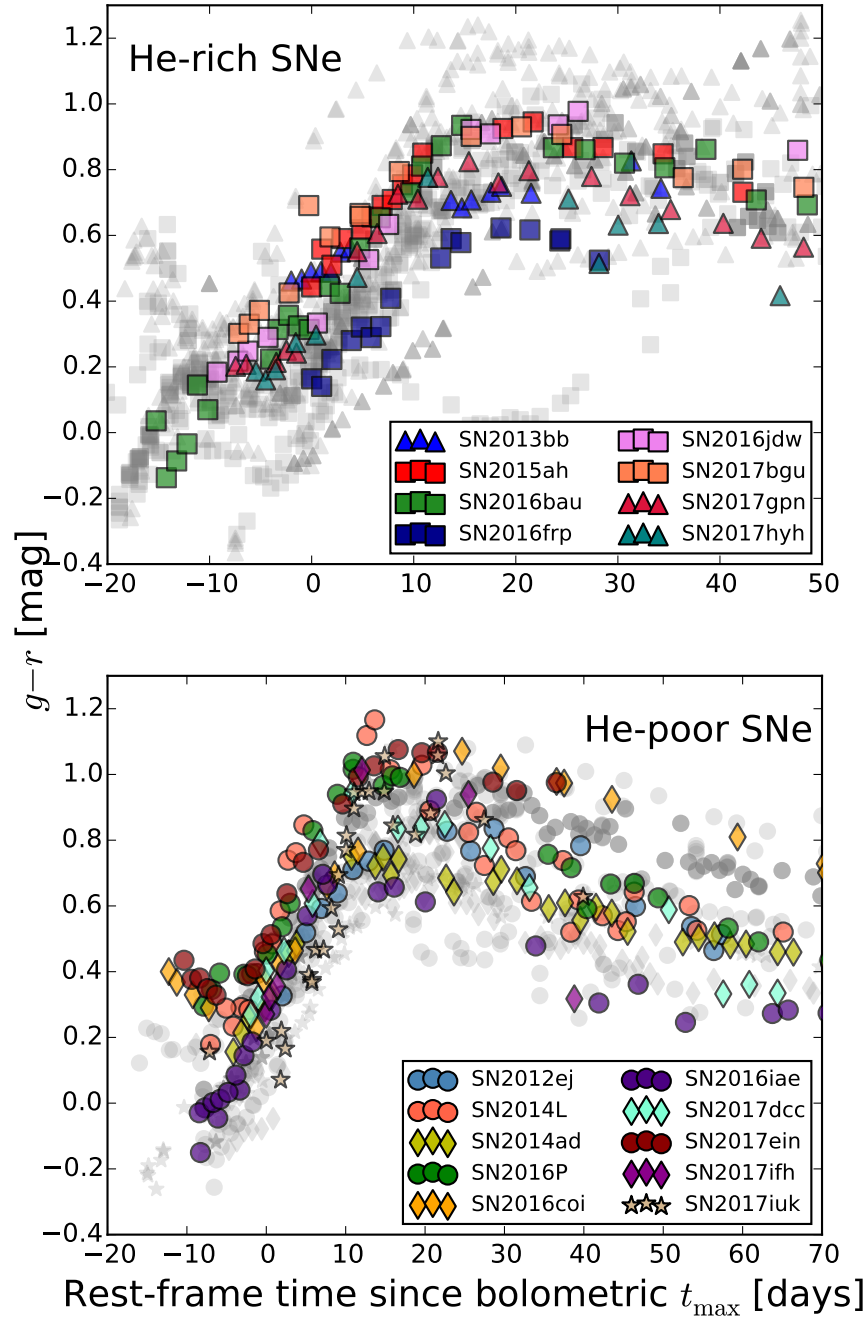 1.2
He-rich SNe
1.0
0.8
0.6
0.4
0.2
0.0
−0.2
−0.4
SN2013bb SN2016jdw
SN2015ah SN2017bgu
SN2016bau SN2017gpn
SN2016frp SN2017hyh
−20 −10 0 10 20 30 40 50
g−r [mag]
1.2
He-poor SNe
1.0
0.8
0.6
0.4
0.2
0.0
−0.2
−0.4
SN2012ej SN2016iae
SN2014L SN2017dcc
SN2014ad SN2017ein
SN2016P SN2017ifh
SN2016coi SN2017iuk
−20 −10 0 10 20 30 40 50 60 70
Rest-frame time since bolometric tmax [days]